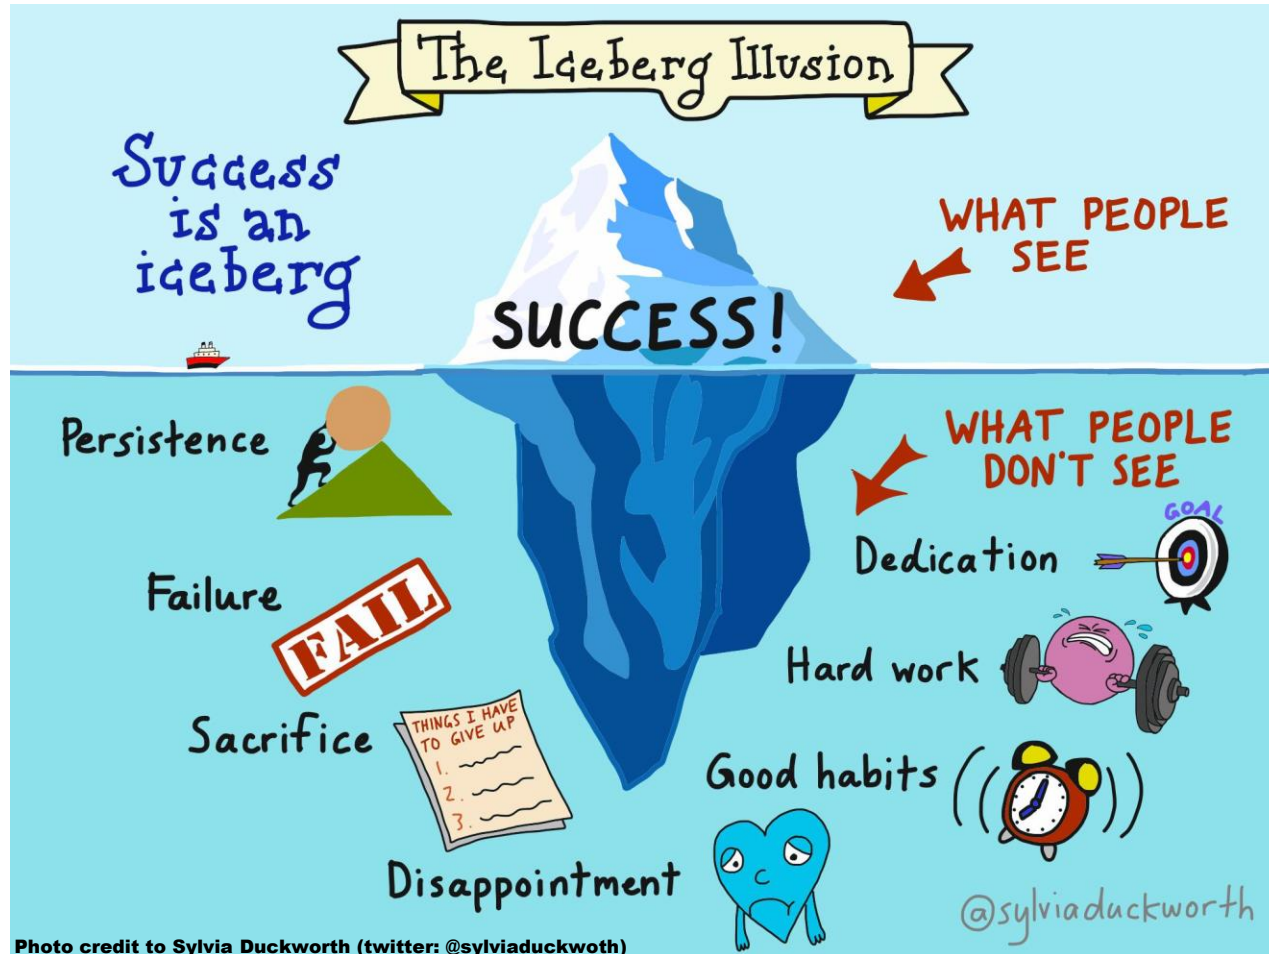 The Iceberg Illusion
Success
is an
iceberg
WHAT PEOPLE
SEE
SUCCESS!
Persistence
WHAT PEOPLE
DON'T SEE
GOAL
Dedication
Failure
FAIL
Hard work
Sacrifice
THINGS I HAVE
TO GIVE UP
1.
2.
3.
Good habits
Disappointment
@sylviaduckworth
Photo credit to Sylvia Duckworth (twitter: @sylviaduckwoth)